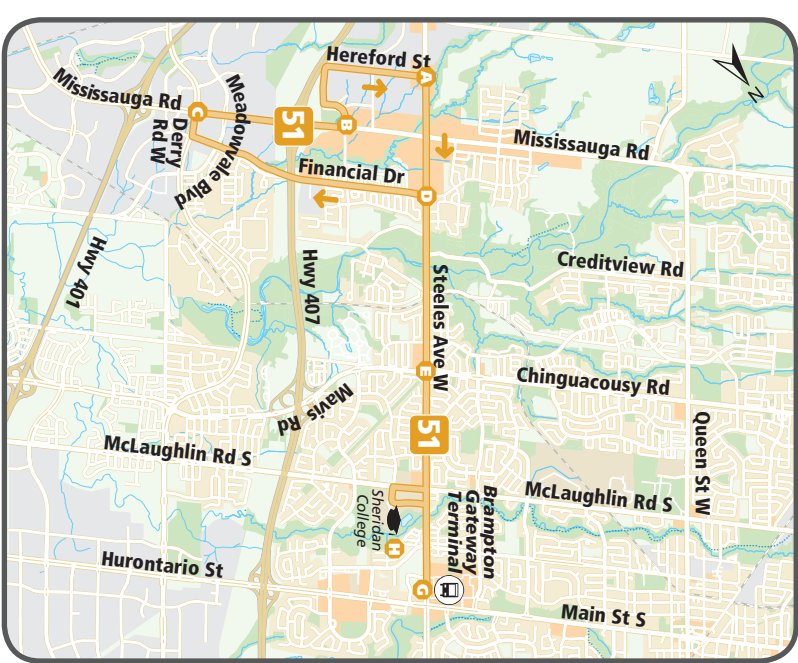 Hereford St
A
Mississauga Rd
C
Meadowvale Blvd
51
B
Mississauga Rd
Derry
Rd W
Financial Dr
D
Hwy 401
Hwy 407
Steeles Ave W
Creditview Rd
N
E
Chinguacousy Rd
Mavis Rd
51
Queen St W
McLaughlin Rd S
McLaughlin Rd S
Sheridan
College
H
Brampton
Gateway
Terminal
G
Hurontario St
Main St S